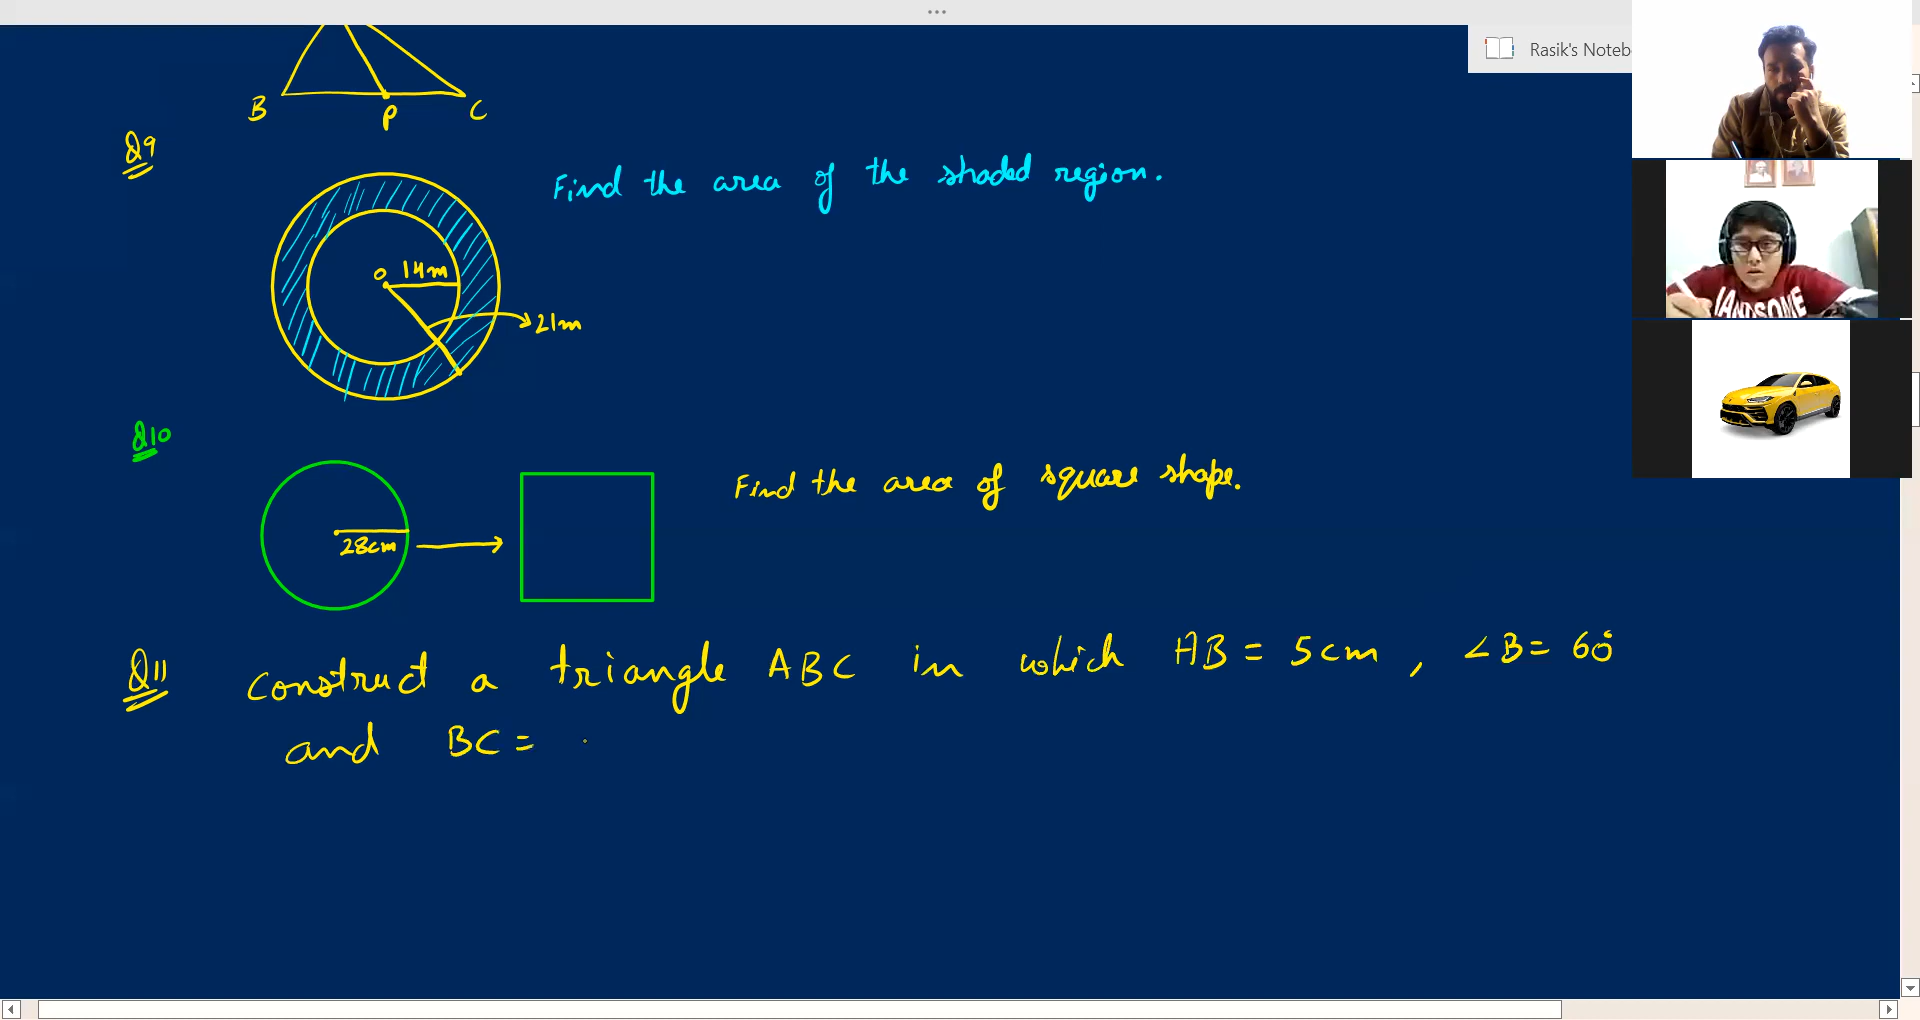 ...
Rasik's Noteb
B
P
C
Q9
Find the area of the shaded region.
O 14m
21m
Q10
28cm
Find the area of square shape.
Q11 Construct a triangle ABC in which AB = 5cm, ∠B = 60°
and BC =
HANDSOME